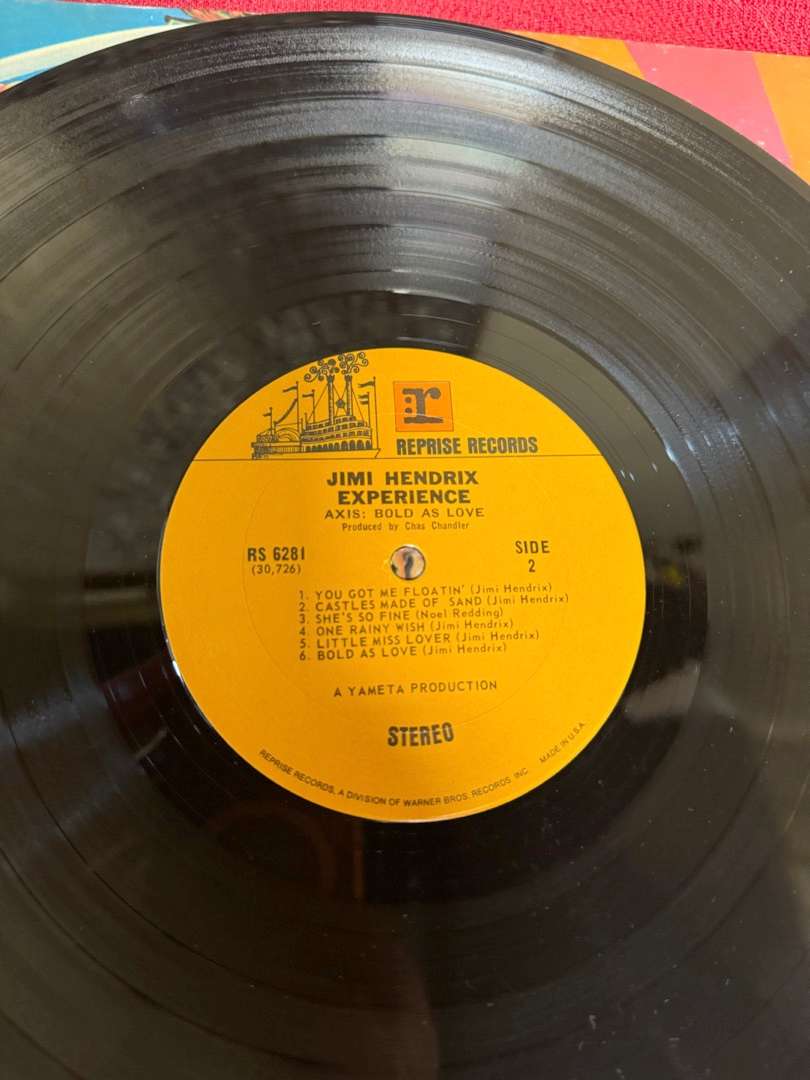 :r
REPRISE RECORDS
JIMI HENDRIX
EXPERIENCE
AXIS: BOLD AS LOVE
Produced by Chas Chandler
RS 6281
(30,726)
SIDE
2
1. YOU GOT ME FLOATIN' (Jimi Hendrix)
2. CASTLES MADE OF SAND (Jimi Hendrix)
3. SHE'S SO FINE (Noel Redding)
4. ONE RAINY WISH (Jimi Hendrix)
5. LITTLE MISS LOVER (Jimi Hendrix)
6. BOLD AS LOVE (Jimi Hendrix)
A YAMETA PRODUCTION
STEREO
REPRISE RECORDS, A DIVISION OF WARNER BROS. RECORDS, INC. MADE IN U.S.A.